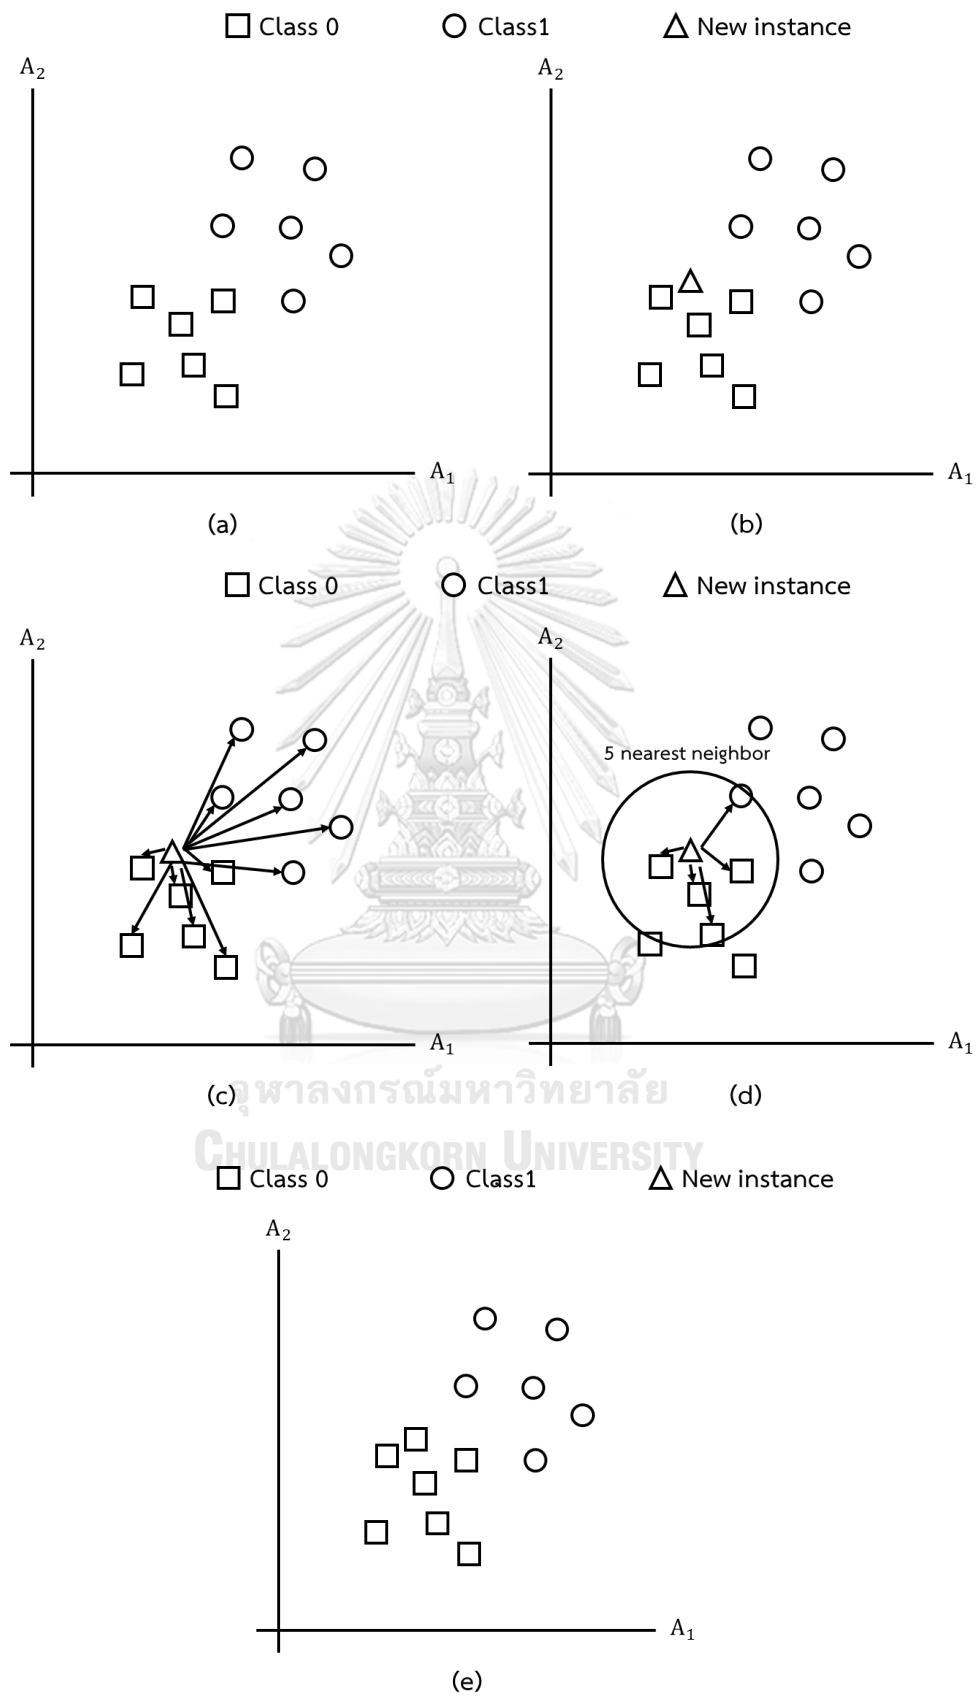 Class 0 Class1 New instance
A₂ A₂
A₁ A₁
(a) (b)
Class 0 Class1 New instance
A₂ A₂
5 nearest neighbor
A₁ A₁
(c) (d)
จุฬาลงกรณ์มหาวิทยาลัย
CHULALONGKORN UNIVERSITY
Class 0 Class1 New instance
A₂
A₁
(e)